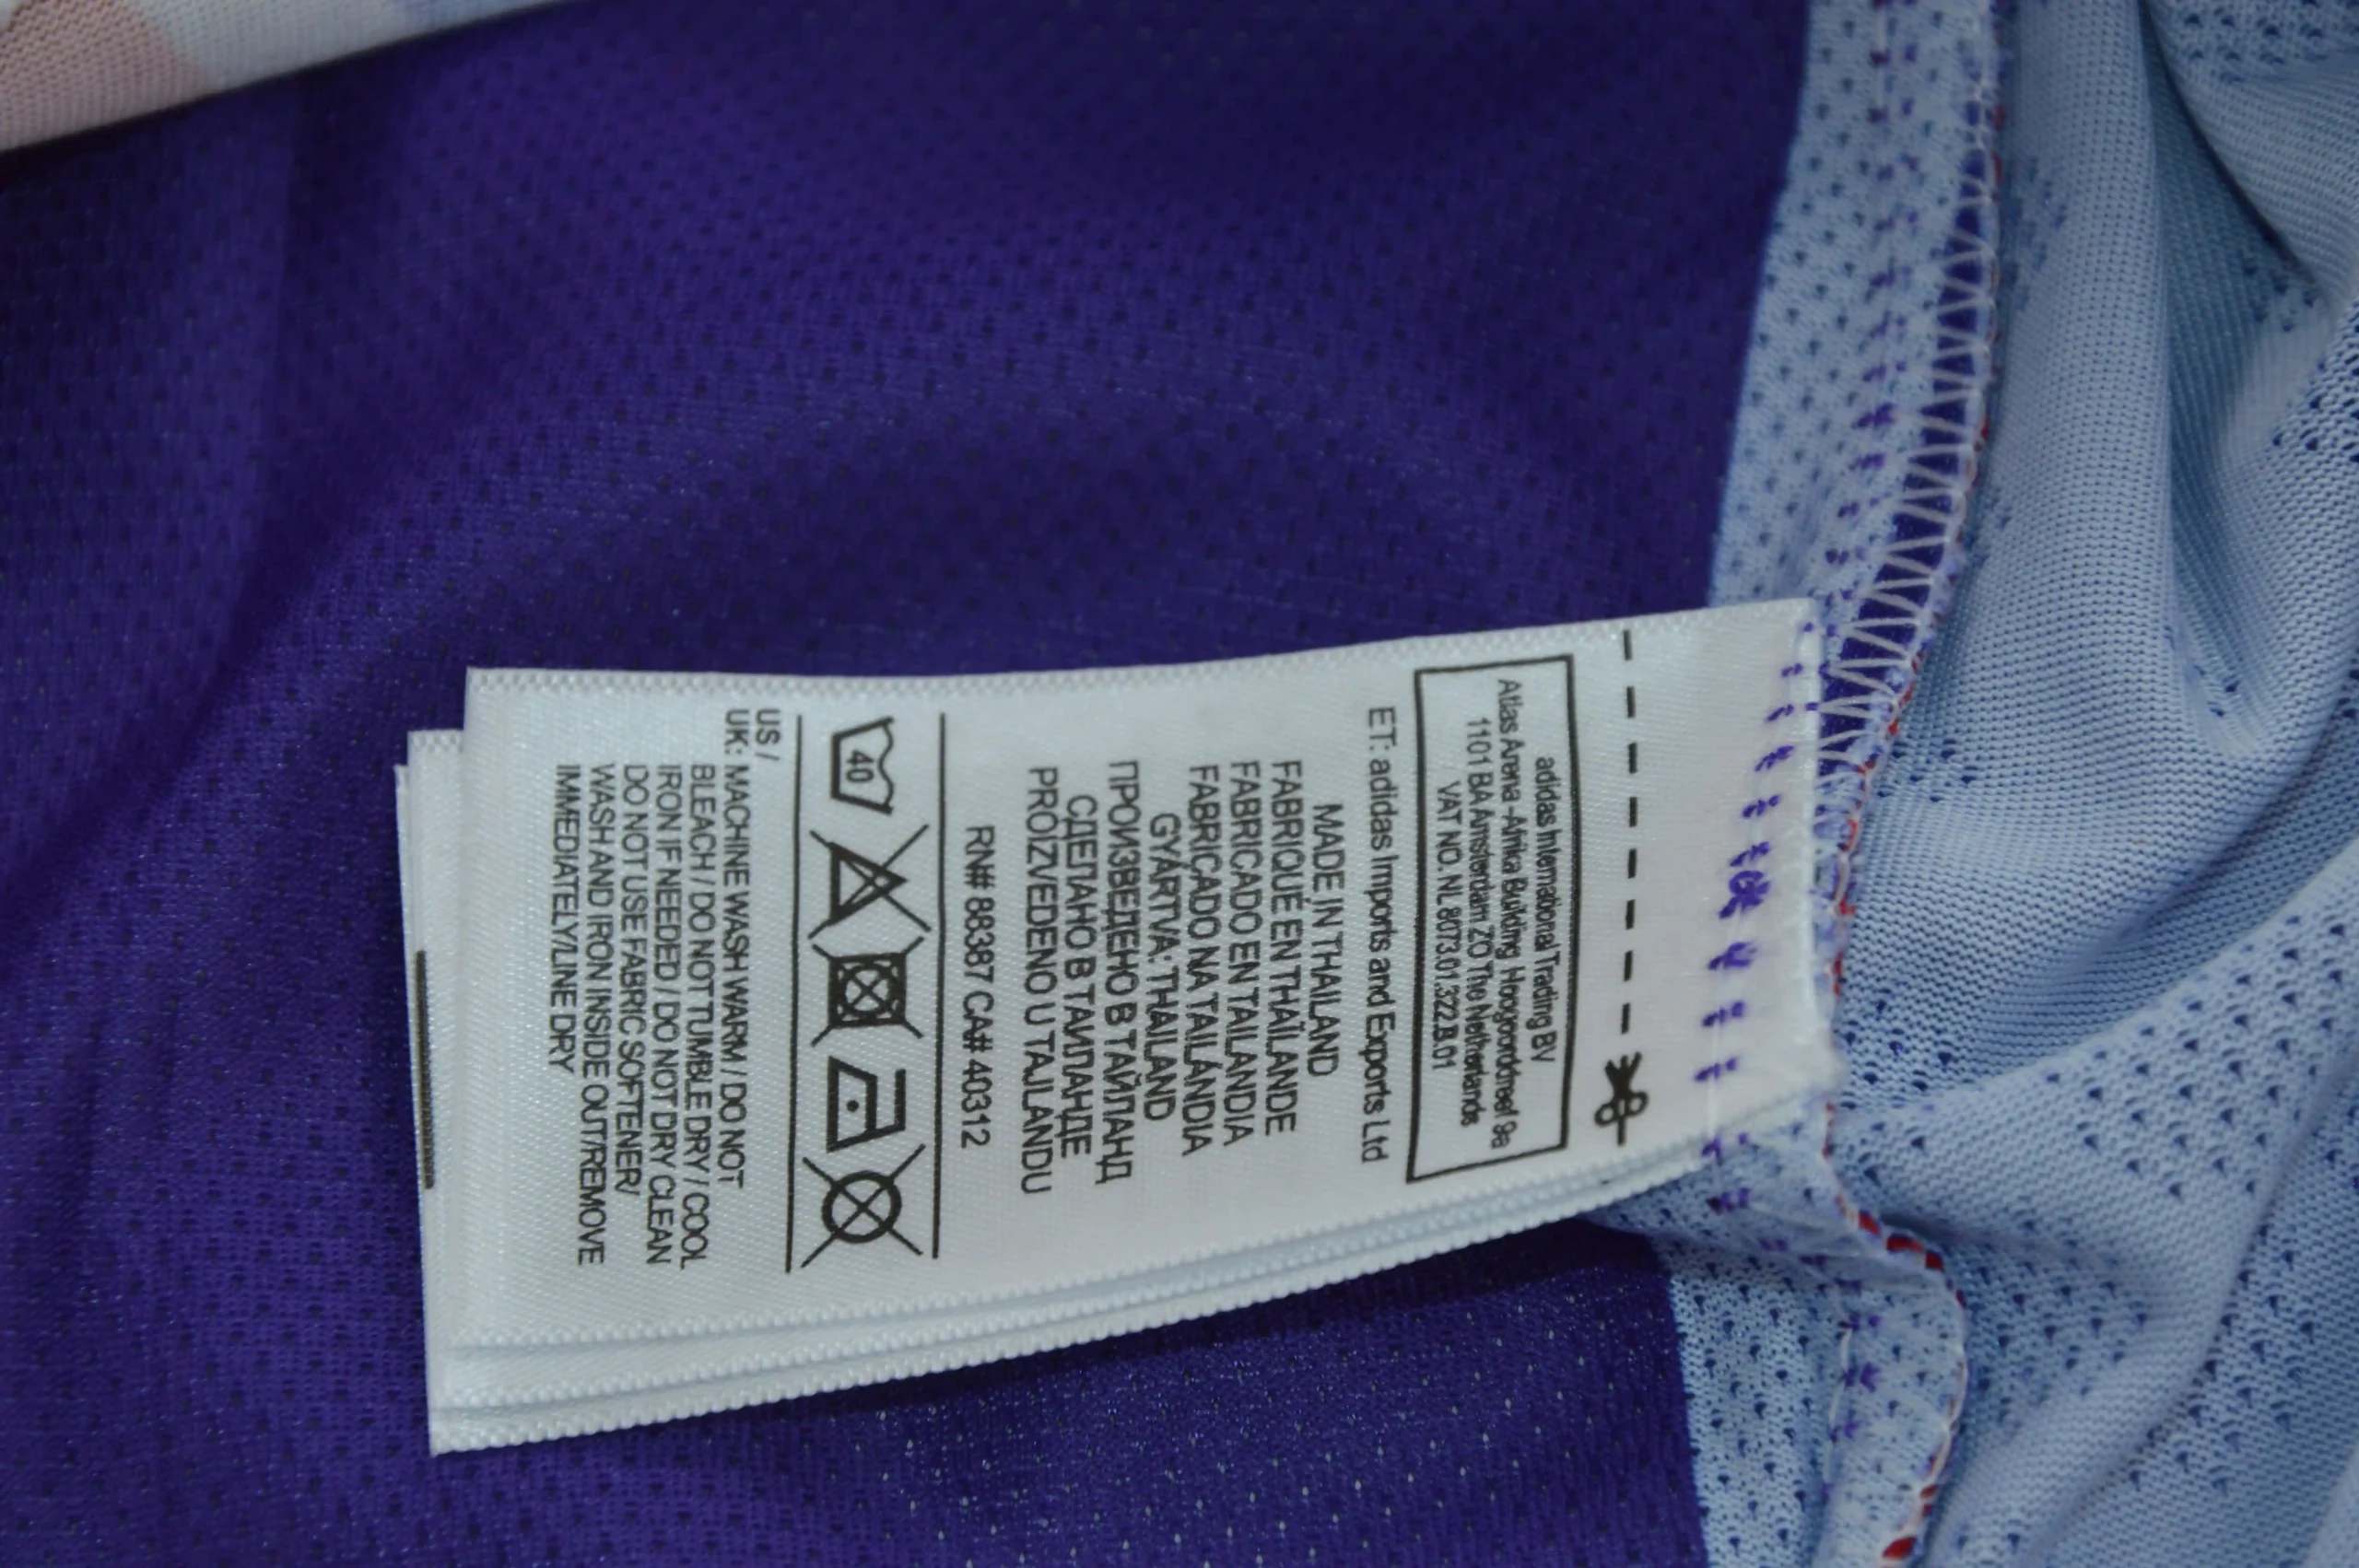 adidas International Trading BV
Atlas Arena -Afrika Building Hoogoorddreef 9a
1101 BA Amsterdam ZO The Netherlands
VAT NO. NL 8073.01.322.B.01
ET: adidas Imports and Exports Ltd
MADE IN THAILAND
FABRIQUÉ EN THAÏLANDE
FABRICADO EN TAILANDIA
FABRICADO NA TAILÁNDIA
GYÁRTVA: THAILAND
ПРОИЗВЕДЕНО В ТАЙЛАНД
СДЕЛАНО В ТАИЛАНДЕ
PROIZVEDENO U TAJLANDU
RN# 88387 CA# 40312
40
US /
UK: MACHINE WASH WARM / DO NOT
BLEACH / DO NOT TUMBLE DRY / COOL
IRON IF NEEDED / DO NOT DRY CLEAN
DO NOT USE FABRIC SOFTENER/
WASH AND IRON INSIDE OUT/REMOVE
IMMEDIATELY/LINE DRY